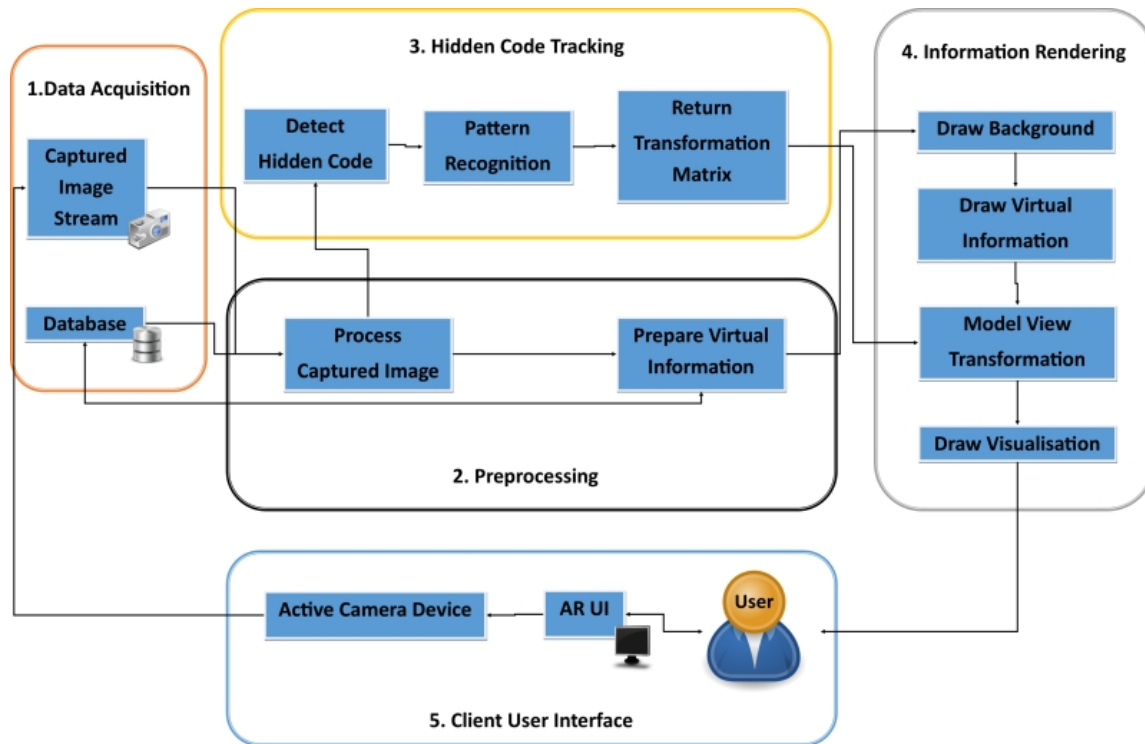 1.Data Acquisition
Captured
Image
Stream
Database
3. Hidden Code Tracking
Detect
Hidden Code
Pattern
Recognition
Return
Transformation
Matrix
Process
Captured Image
Prepare Virtual
Information
2. Preprocessing
4. Information Rendering
Draw Background
Draw Virtual
Information
Model View
Transformation
Draw Visualisation
Active Camera Device
AR UI
User
5. Client User Interface